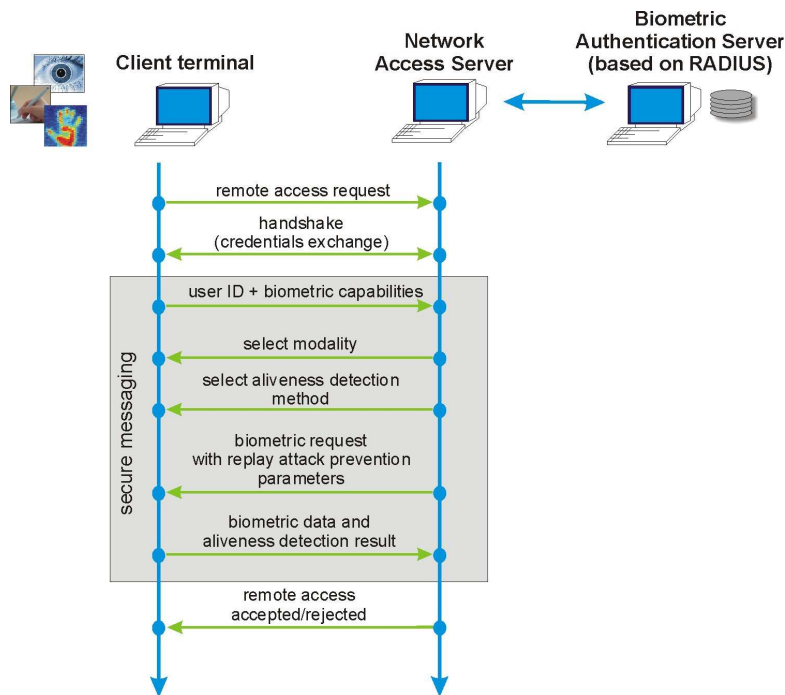 Client terminal
Network
Access Server
Biometric
Authentication Server
(based on RADIUS)
remote access request
handshake
(credentials exchange)
secure messaging
user ID + biometric capabilities
select modality
select aliveness detection
method
biometric request
with replay attack prevention
parameters
biometric data and
aliveness detection result
remote access
accepted/rejected